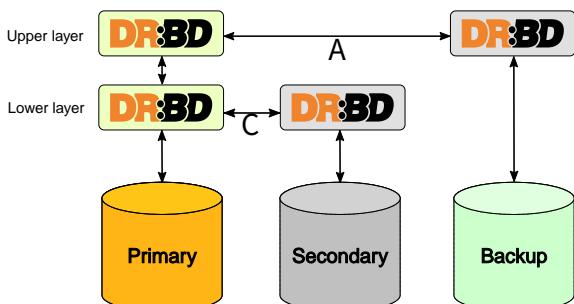 Upper layer
DR:BD
A
DR:BD
Lower layer
DR:BD
C
DR:BD
Primary
Secondary
Backup